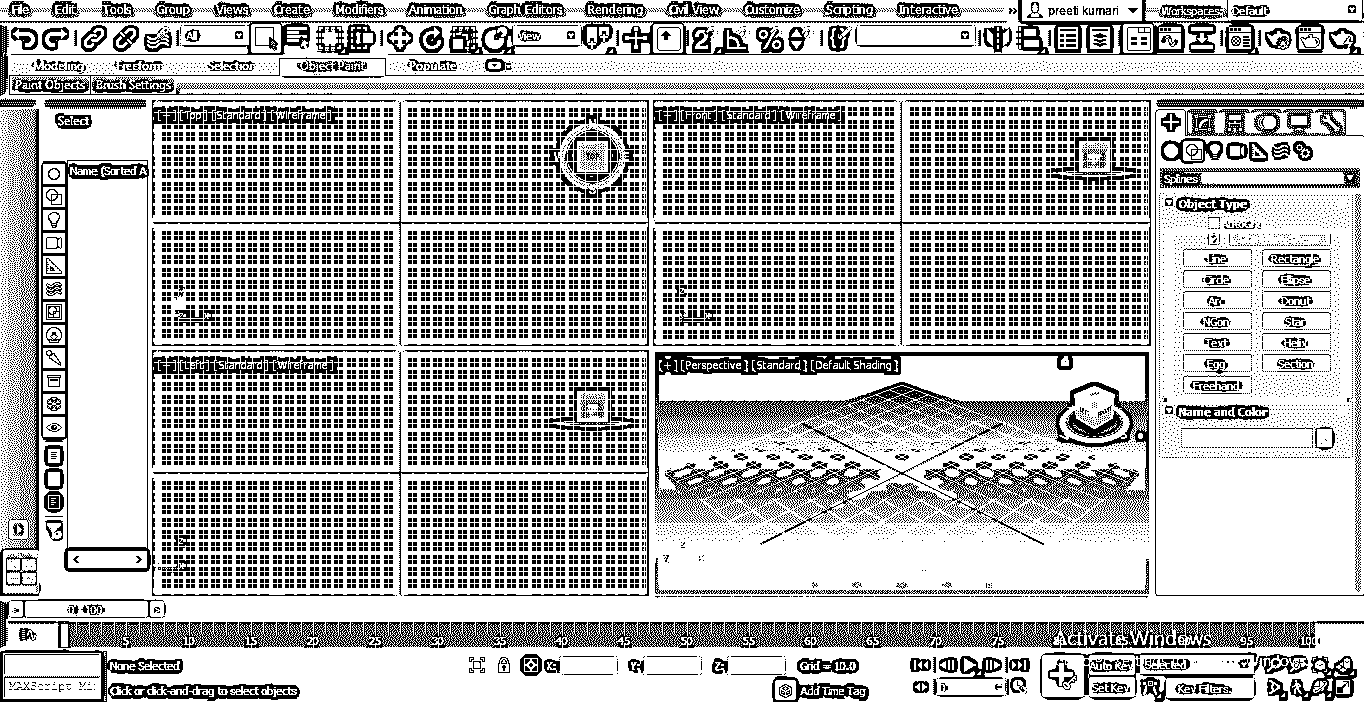 File Edit Tools Group Views Create Modifiers Animation Graph Editors Rendering Civil View Customize Scripting Interactive » preeti kumari Workspaces: Default
All View
Modeling Freeform Selection Object Paint Populate
Paint Objects Brush Settings
Select
Name (Sorted A
[+] [Top] [Standard] [Wireframe]
[+] [Front] [Standard] [Wireframe]
[+] [Left] [Standard] [Wireframe]
[+] [Perspective] [Standard] [Default Shading]
Splines
Object Type
AutoGrid
Line Rectangle
Circle Ellipse
Arc Donut
NGon Star
Text Helix
Egg Section
Freehand
Name and Color
0 / 100
5 10 15 20 25 30 35 40 45 50 55 60 65 70 75 80 90 95 100
Activate Windows
None Selected X: Y: Z: Grid = 10.0 Auto Key Selected
MAXScript Mi Click or click-and-drag to select objects Add Time Tag 0 Set Key Key Filters...